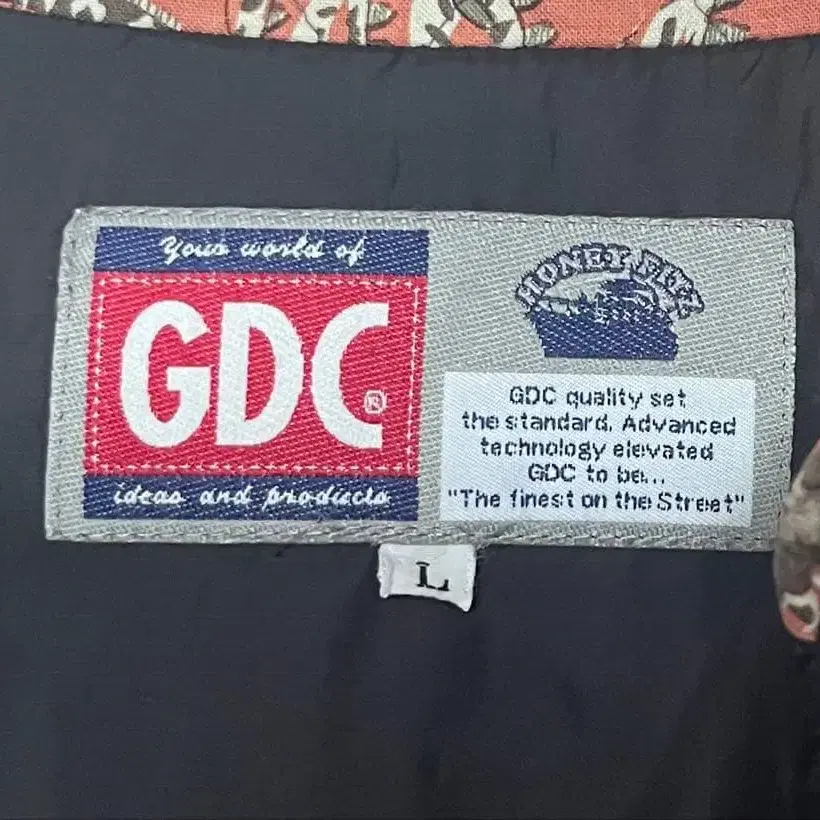 Your world of
GDC®
ideas and products
HONEY FITZ
GDC quality set
the standard. Advanced
technology elevated
GDC to be...
"The finest on the Street"
L